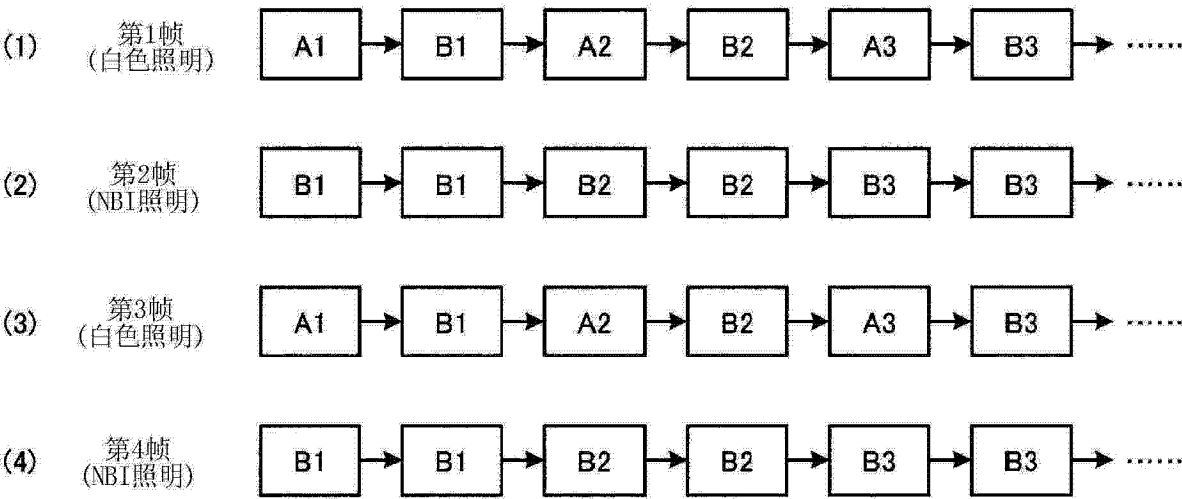 (1) 第1帧 A1 B1 A2 B2 A3 B3 ......
(白色照明)
(2) 第2帧 B1 B1 B2 B2 B3 B3 ......
(NBI照明)
(3) 第3帧 A1 B1 A2 B2 A3 B3 ......
(白色照明)
(4) 第4帧 B1 B1 B2 B2 B3 B3 ......
(NBI照明)